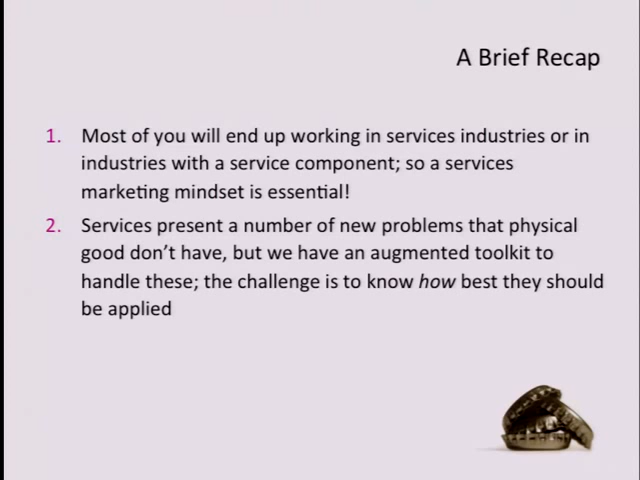 A Brief Recap
1. Most of you will end up working in services industries or in
industries with a service component; so a services
marketing mindset is essential!
2. Services present a number of new problems that physical
good don't have, but we have an augmented toolkit to
handle these; the challenge is to know how best they should
be applied